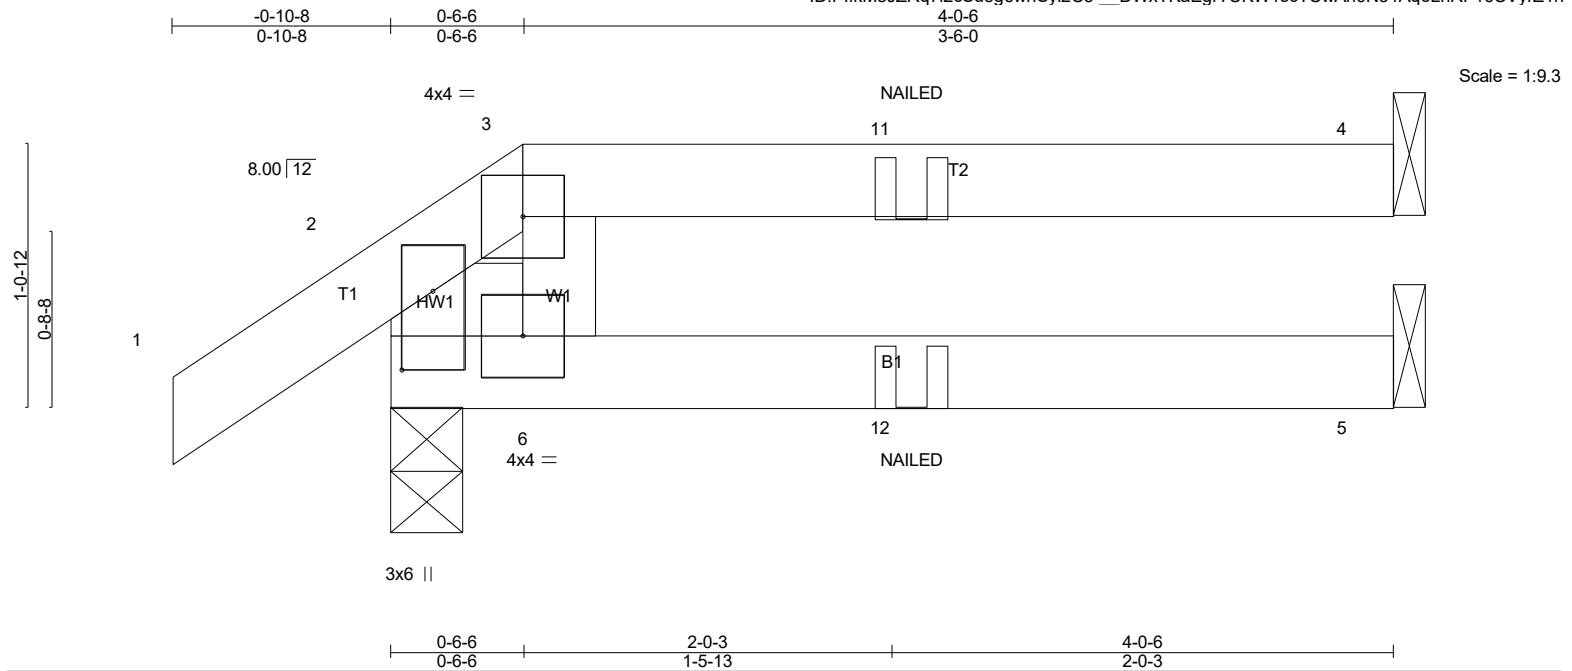 -0-10-8 0-6-6 4-0-6
0-10-8 0-6-6 3-6-0
Scale = 1:9.3
4x4 = NAILED
3 11 4
8.00 12
T2
2
1-0-12
0-8-8
T1 HW1 W1
1
B1
6 12 5
4x4 = NAILED
3x6 ||
0-6-6 2-0-3 4-0-6
0-6-6 1-5-13 2-0-3